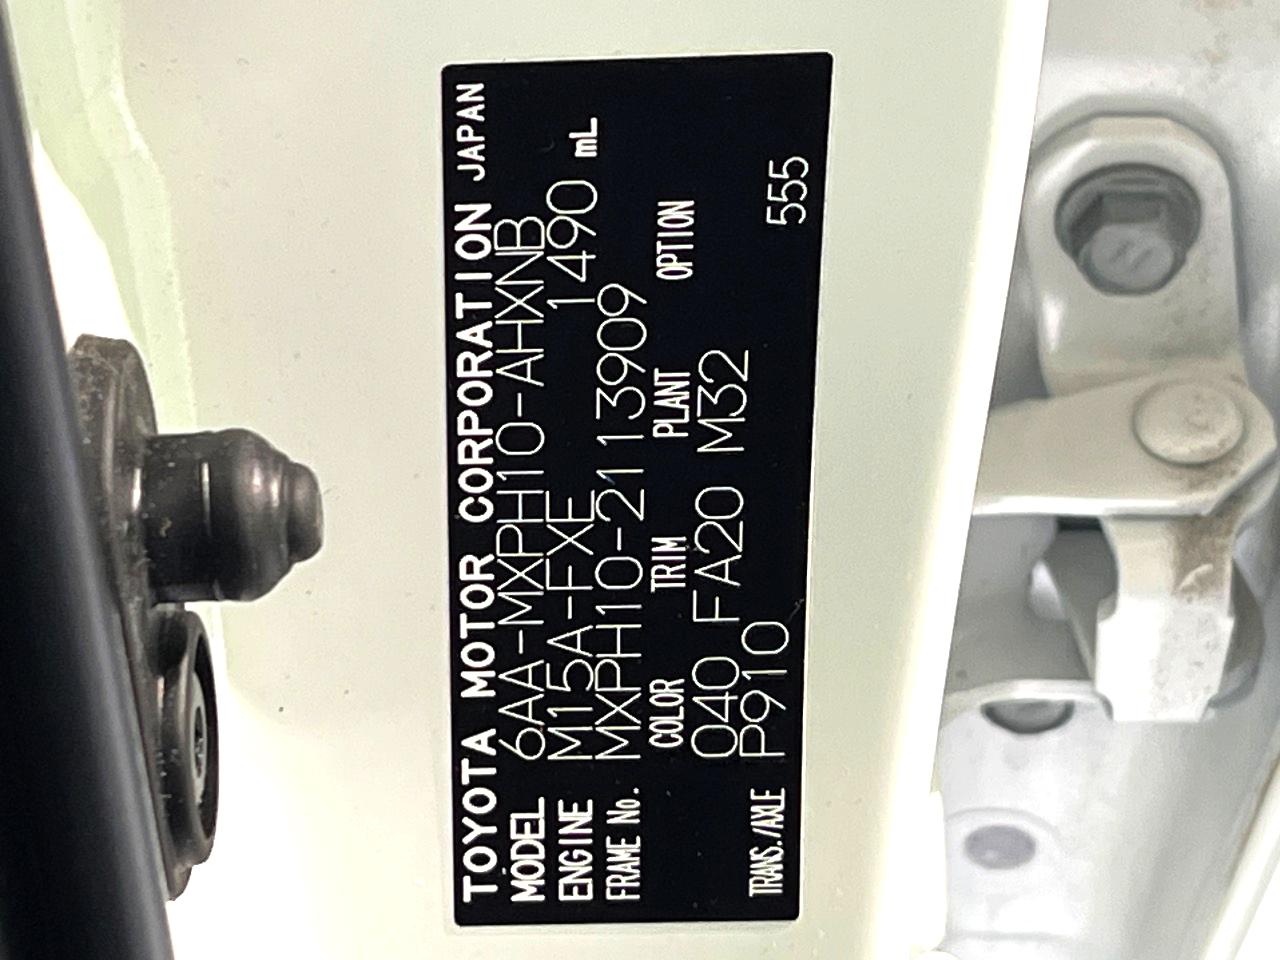 TOYOTA MOTOR CORPORATION JAPAN
MODEL 6AA-MXPH10-AHXNB
ENGINE M15A-FXE 1490 mL
FRAME No. MXPH10-2113909
COLOR TRIM PLANT OPTION
040 FA20 M32
TRANS./AXLE P910 555